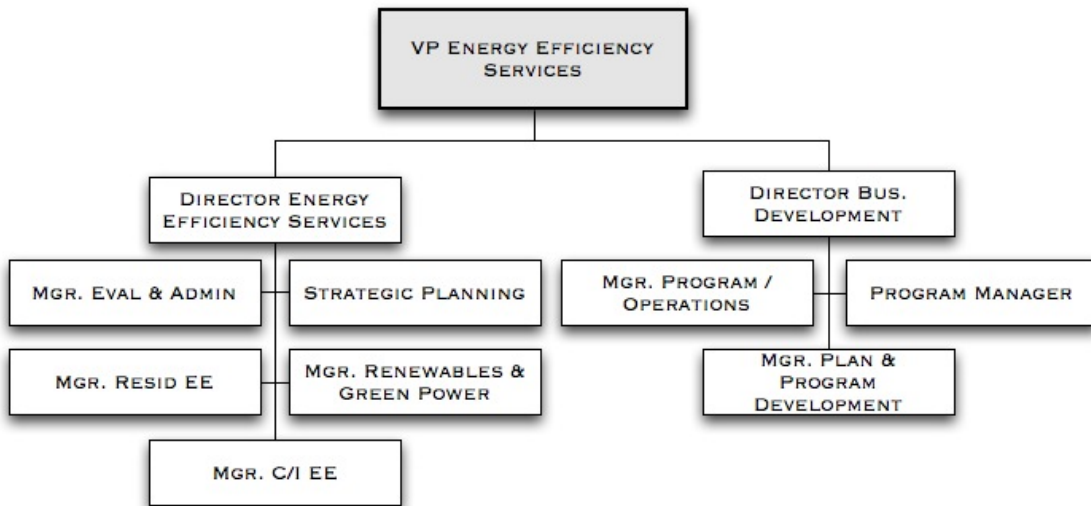 VP Energy Efficiency
Services
Director Energy
Efficiency Services
Director Bus.
Development
Mgr. Eval & Admin
Strategic Planning
Mgr. Program /
Operations
Program Manager
Mgr. Resid EE
Mgr. Renewables &
Green Power
Mgr. Plan &
Program
Development
Mgr. C/I EE